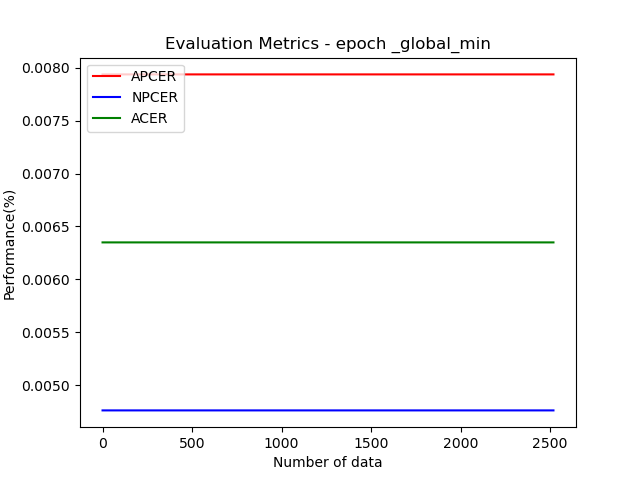 Evaluation Metrics - epoch _global_min
0.0080
0.0075
0.0070
0.0065
0.0060
0.0055
0.0050
Performance(%)
APCER
NPCER
ACER
0 500 1000 1500 2000 2500
Number of data